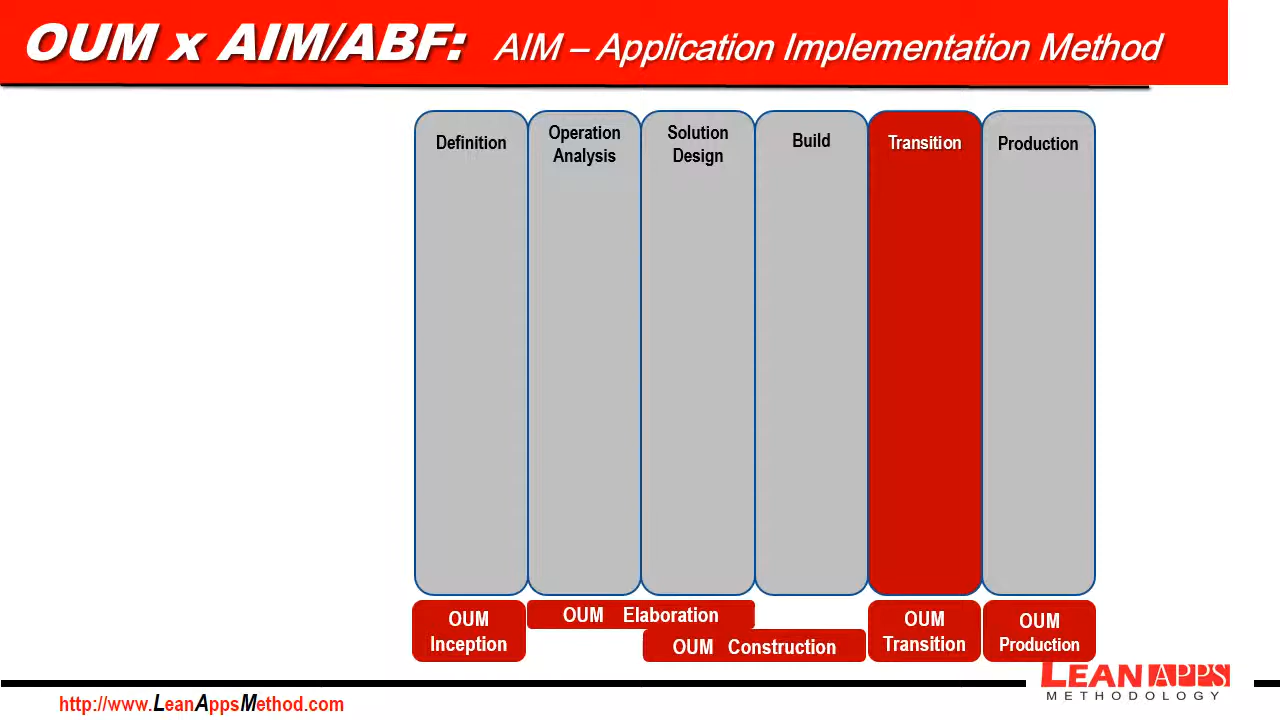 OUM x AIM/ABF: AIM – Application Implementation Method
Definition
Operation
Analysis
Solution
Design
Build
Transition
Production
OUM
Inception
OUM Elaboration
OUM Construction
OUM
Transition
OUM
Production
LEAN APPS
METHODOLOGY
http://www.LeanAppsMethod.com